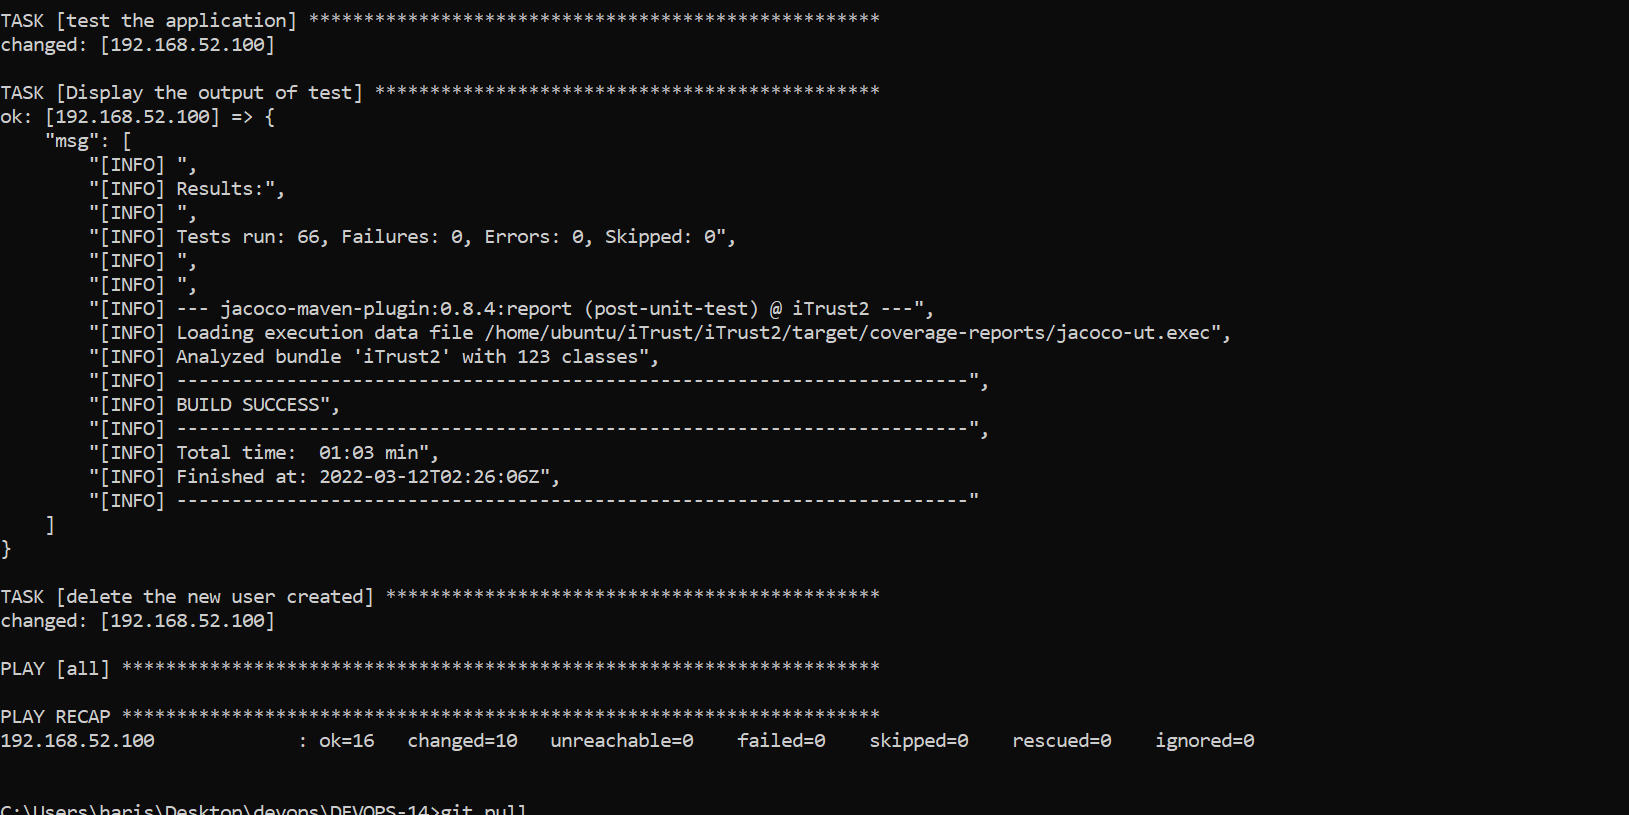 TASK [test the application] ****************************************************
changed: [192.168.52.100]
TASK [Display the output of test] **********************************************
ok: [192.168.52.100] => {
    "msg": [
        "[INFO] ",
        "[INFO] Results:",
        "[INFO] ",
        "[INFO] Tests run: 66, Failures: 0, Errors: 0, Skipped: 0",
        "[INFO] ",
        "[INFO] ",
        "[INFO] --- jacoco-maven-plugin:0.8.4:report (post-unit-test) @ iTrust2 ---",
        "[INFO] Loading execution data file /home/ubuntu/iTrust/iTrust2/target/coverage-reports/jacoco-ut.exec",
        "[INFO] Analyzed bundle 'iTrust2' with 123 classes",
        "[INFO] ------------------------------------------------------------------------",
        "[INFO] BUILD SUCCESS",
        "[INFO] ------------------------------------------------------------------------",
        "[INFO] Total time:  01:03 min",
        "[INFO] Finished at: 2022-03-12T02:26:06Z",
        "[INFO] ------------------------------------------------------------------------"
    ]
}
TASK [delete the new user created] *********************************************
changed: [192.168.52.100]
PLAY [all] *********************************************************************
PLAY RECAP *********************************************************************
192.168.52.100             : ok=16   changed=10   unreachable=0    failed=0    skipped=0    rescued=0    ignored=0
C:\Users\haris\Desktop\devops\DEVOPS-14>git pull